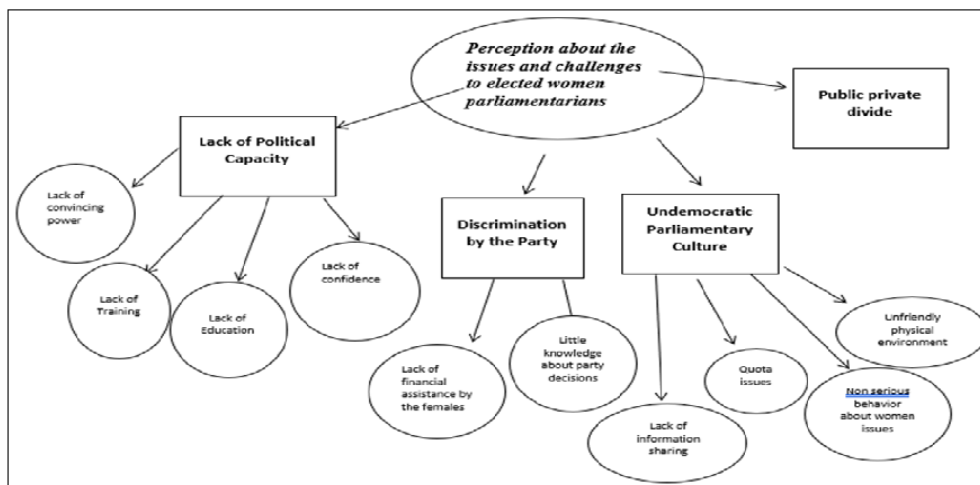 Perception about the
issues and challenges
to elected women
parliamentarians
Public private
divide
Lack of Political
Capacity
Discrimination
by the Party
Undemocratic
Parliamentary
Culture
Lack of
convincing
power
Lack of
Training
Lack of
Education
Lack of
confidence
Lack of
financial
assistance by
the females
Little
knowledge
about party
decisions
Lack of
information
sharing
Quota
issues
Non serious
behavior
about women
issues
Unfriendly
physical
environment